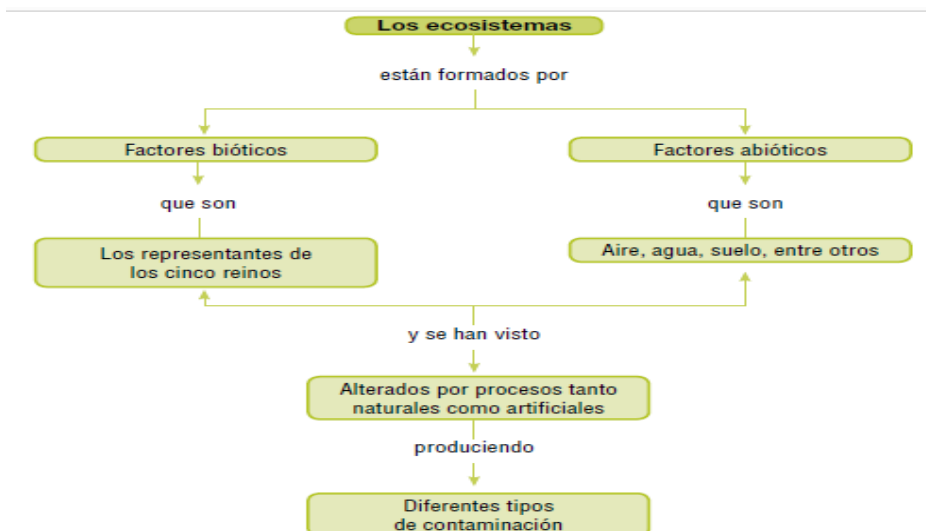 Los ecosistemas
están formados por
Factores bióticos
Factores abióticos
que son
que son
Los representantes de
los cinco reinos
Aire, agua, suelo, entre otros
y se han visto
Alterados por procesos tanto
naturales como artificiales
produciendo
Diferentes tipos
de contaminación